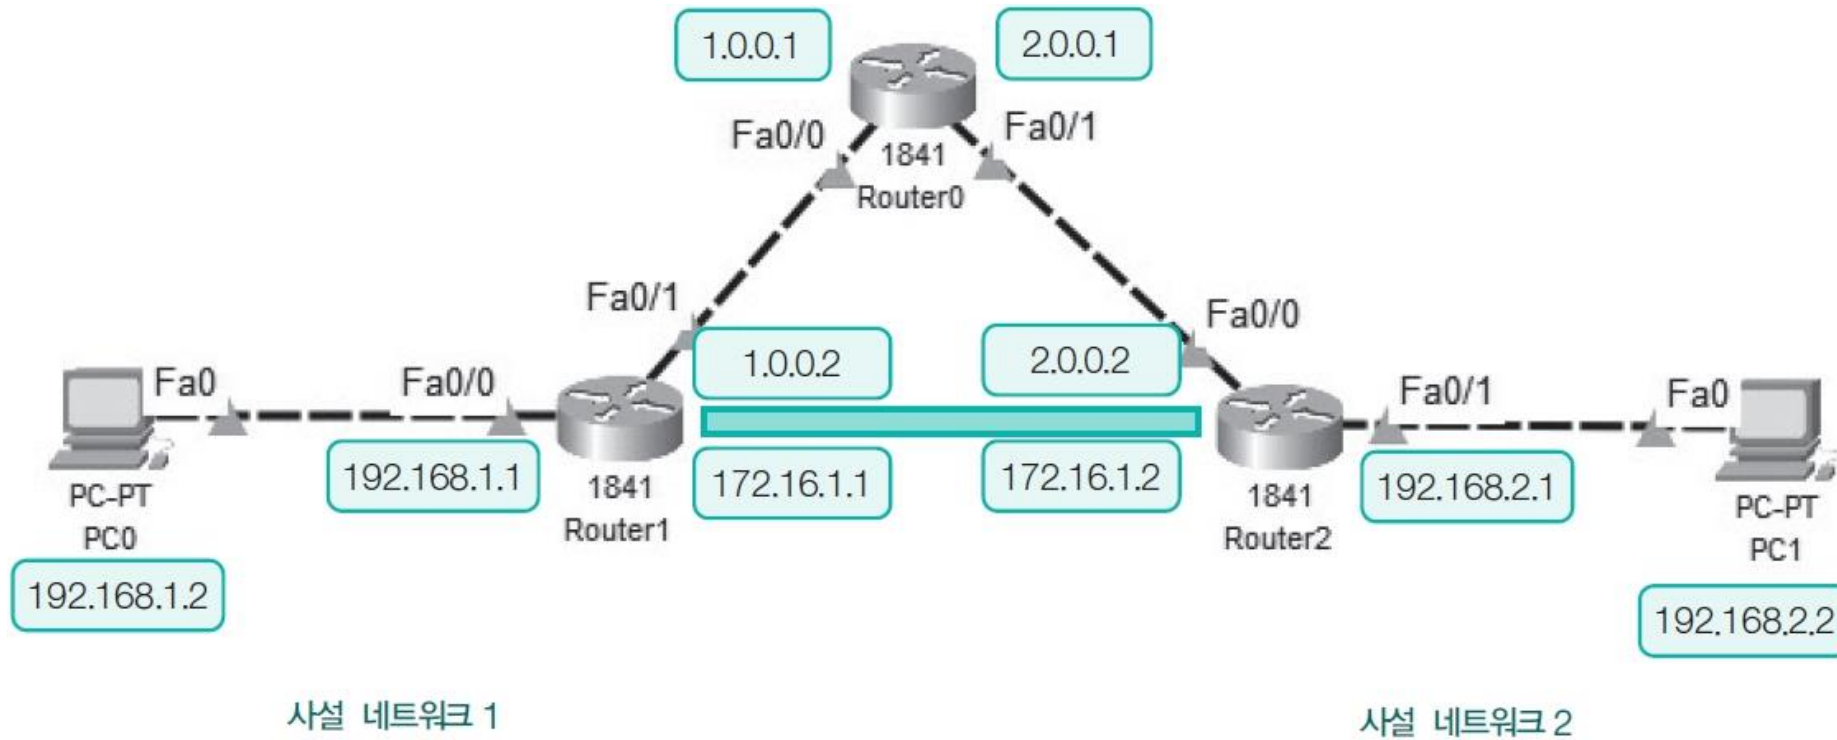 1.0.0.1
2.0.0.1
Fa0/0
Fa0/1
1841
Router0
Fa0/1
Fa0/0
1.0.0.2
2.0.0.2
Fa0
Fa0/0
Fa0/1
Fa0
192.168.1.1
172.16.1.1
172.16.1.2
192.168.2.1
1841
Router1
1841
Router2
PC-PT
PC0
PC-PT
PC1
192.168.1.2
192.168.2.2
사설 네트워크 1
사설 네트워크 2